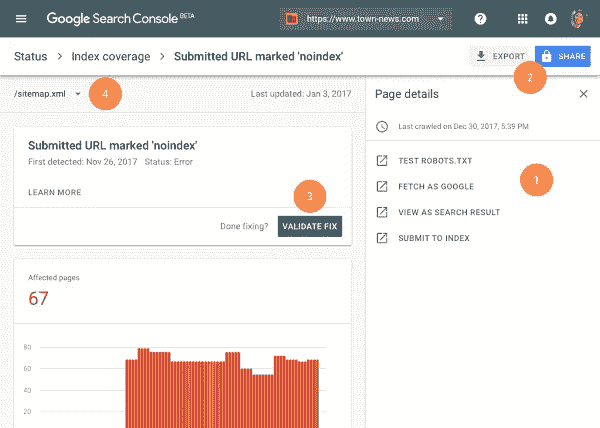 Google Search Console BETA
https://www.town-news.com
Status > Index coverage > Submitted URL marked 'noindex'
EXPORT
SHARE
2
/sitemap.xml
4
Last updated: Jan 3, 2017
Page details
Submitted URL marked 'noindex'
First detected: Nov 26, 2017 Status: Error
LEARN MORE
3
Done fixing?
VALIDATE FIX
Last crawled on Dec 30, 2017, 5:39 PM
TEST ROBOTS.TXT
1
FETCH AS GOOGLE
VIEW AS SEARCH RESULT
SUBMIT TO INDEX
Affected pages
67
80
60
40
20